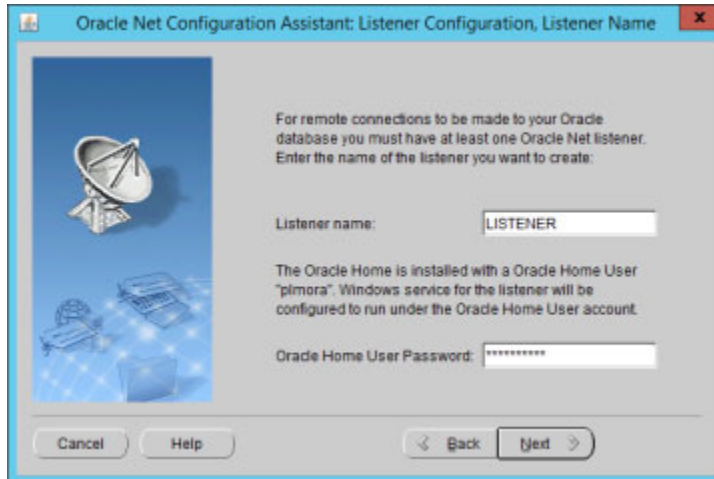 Oracle Net Configuration Assistant: Listener Configuration, Listener Name
x
For remote connections to be made to your Oracle
database you must have at least one Oracle Net listener.
Enter the name of the listener you want to create:
Listener name: LISTENER
The Oracle Home is installed with a Oracle Home User
"plmora". Windows service for the listener will be
configured to run under the Oracle Home User account.
Oracle Home User Password: **********
Cancel Help Back Next